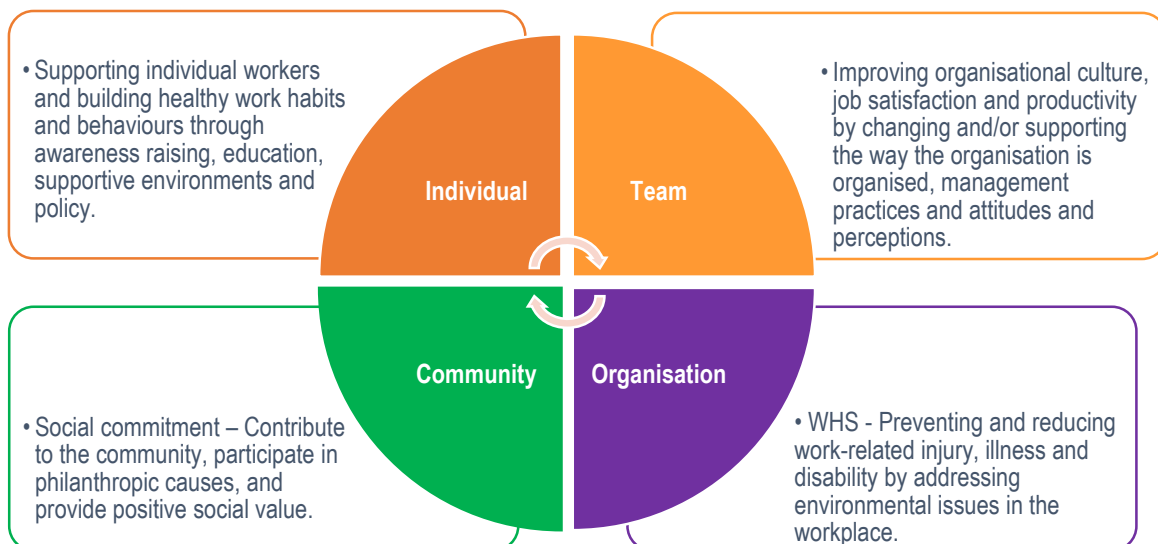 • Supporting individual workers
and building healthy work habits
and behaviours through
awareness raising, education,
supportive environments and
policy.
Individual
Team
• Improving organisational culture,
job satisfaction and productivity
by changing and/or supporting
the way the organisation is
organised, management
practices and attitudes and
perceptions.
Community
Organisation
• Social commitment – Contribute
to the community, participate in
philanthropic causes, and
provide positive social value.
• WHS - Preventing and reducing
work-related injury, illness and
disability by addressing
environmental issues in the
workplace.